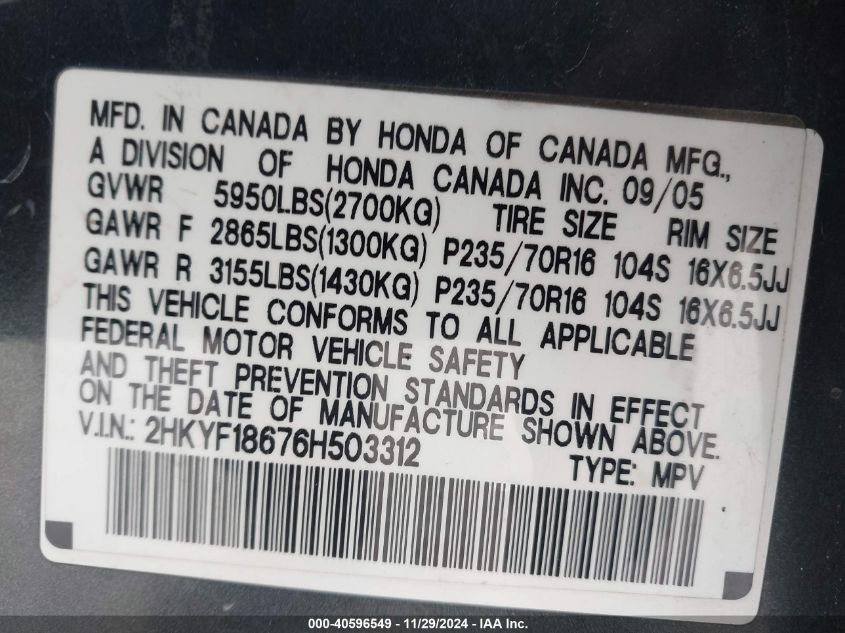 MFD. IN CANADA BY HONDA OF CANADA MFG.,
A DIVISION OF HONDA CANADA INC. 09/05
GVWR 5950LBS(2700KG) TIRE SIZE RIM SIZE
GAWR F 2865LBS(1300KG) P235/70R16 104S 16X6.5JJ
GAWR R 3155LBS(1430KG) P235/70R16 104S 16X6.5JJ
THIS VEHICLE CONFORMS TO ALL APPLICABLE
FEDERAL MOTOR VEHICLE SAFETY
AND THEFT PREVENTION STANDARDS IN EFFECT
ON THE DATE OF MANUFACTURE SHOWN ABOVE.
V.I.N.: 2HKYF18676H503312 TYPE: MPV
000-40596549 - 11/29/2024 - IAA Inc.